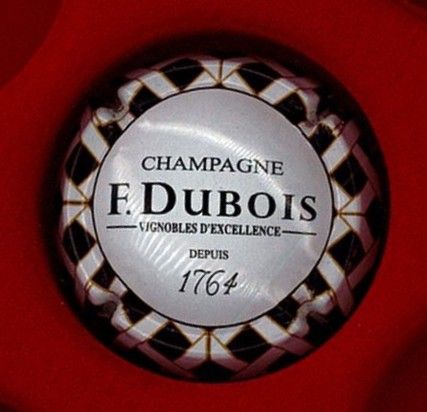 CHAMPAGNE
F. DUBOIS
VIGNOBLES D'EXCELLENCE
DEPUIS
1764